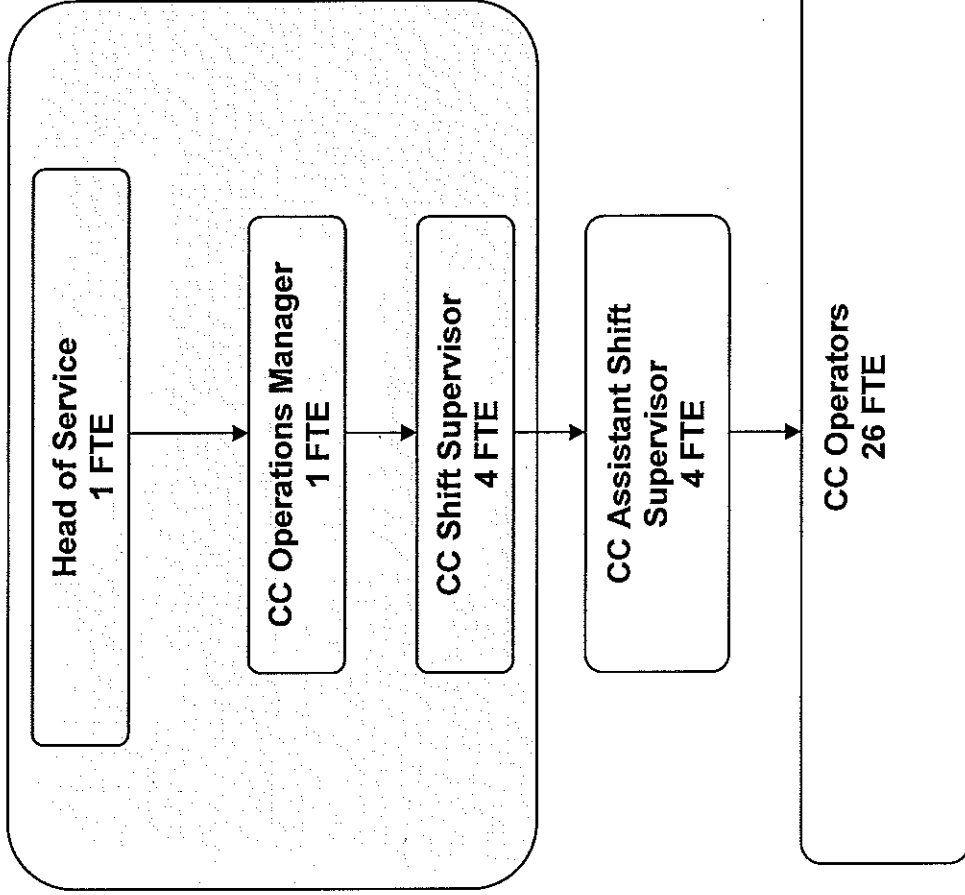 Head of Service
1 FTE
CC Operations Manager
1 FTE
CC Shift Supervisor
4 FTE
CC Assistant Shift
Supervisor
4 FTE
CC Operators
26 FTE